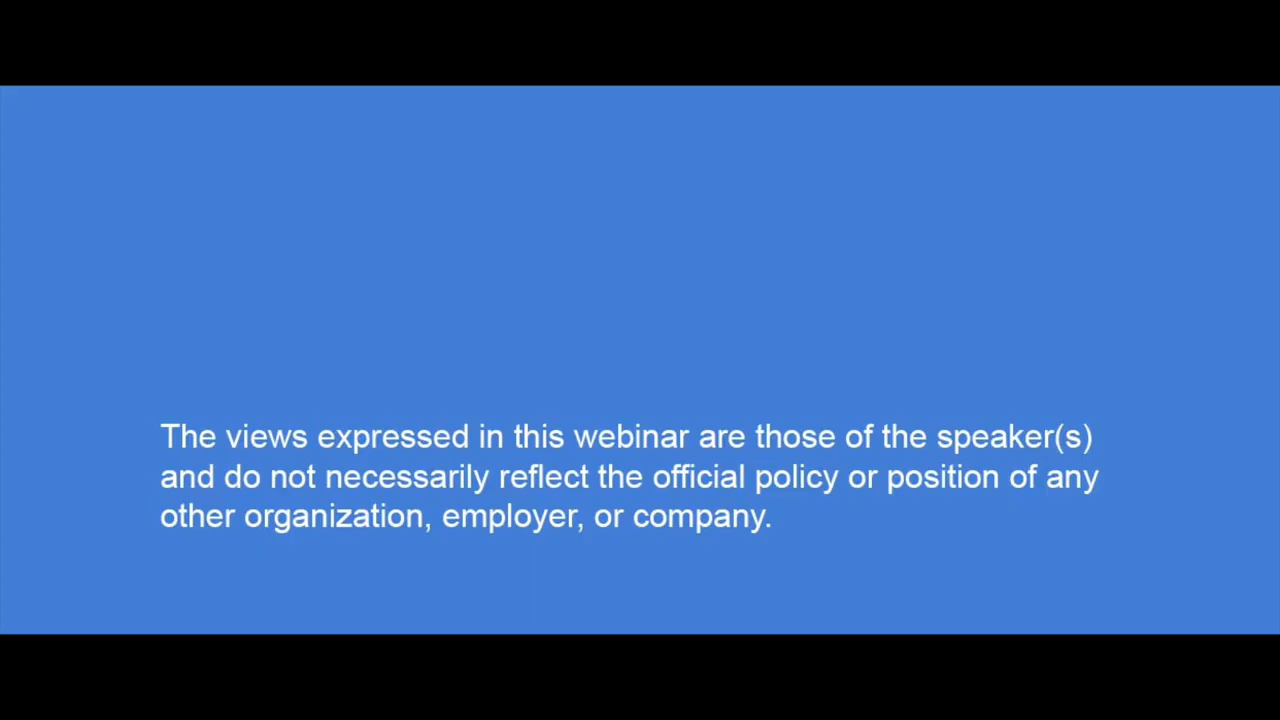 The views expressed in this webinar are those of the speaker(s)
and do not necessarily reflect the official policy or position of any
other organization, employer, or company.